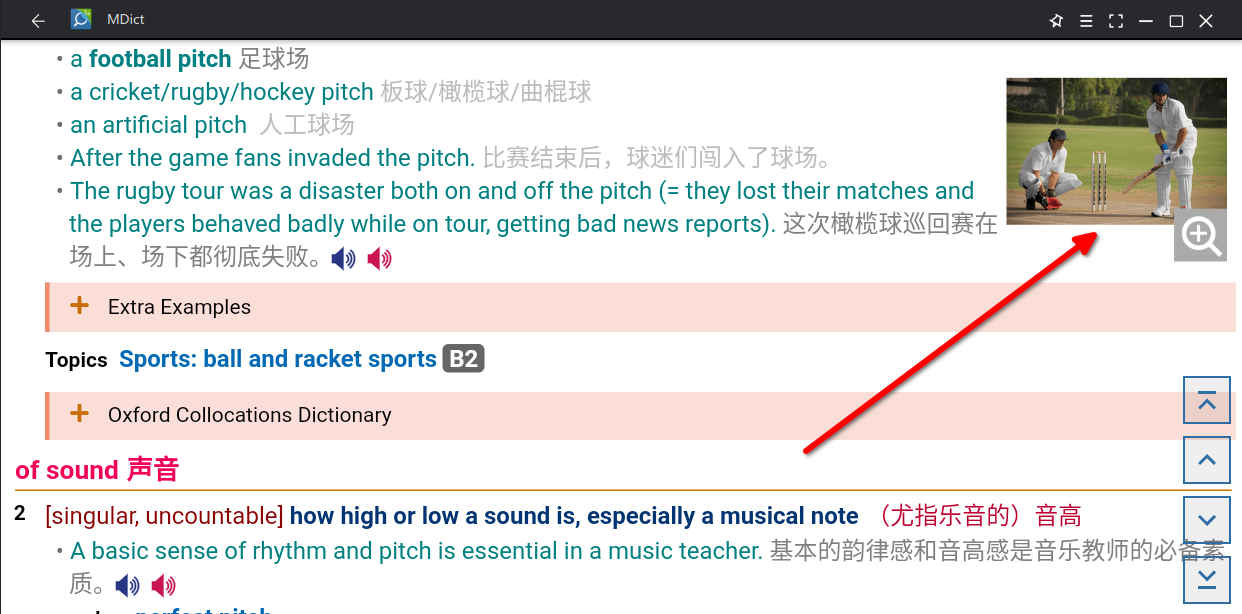 MDict
• a football pitch 足球场
• a cricket/rugby/hockey pitch 板球/橄榄球/曲棍球
• an artificial pitch 人工球场
• After the game fans invaded the pitch. 比赛结束后，球迷们闯入了球场。
• The rugby tour was a disaster both on and off the pitch (= they lost their matches and
the players behaved badly while on tour, getting bad news reports). 这次橄榄球巡回赛在
场上、场下都彻底失败。
+ Extra Examples
Topics Sports: ball and racket sports B2
+ Oxford Collocations Dictionary
of sound 声音
2 [singular, uncountable] how high or low a sound is, especially a musical note （尤指乐音的）音高
• A basic sense of rhythm and pitch is essential in a music teacher. 基本的韵律感和音高感是音乐教师的必备素
质。
perfect pitch